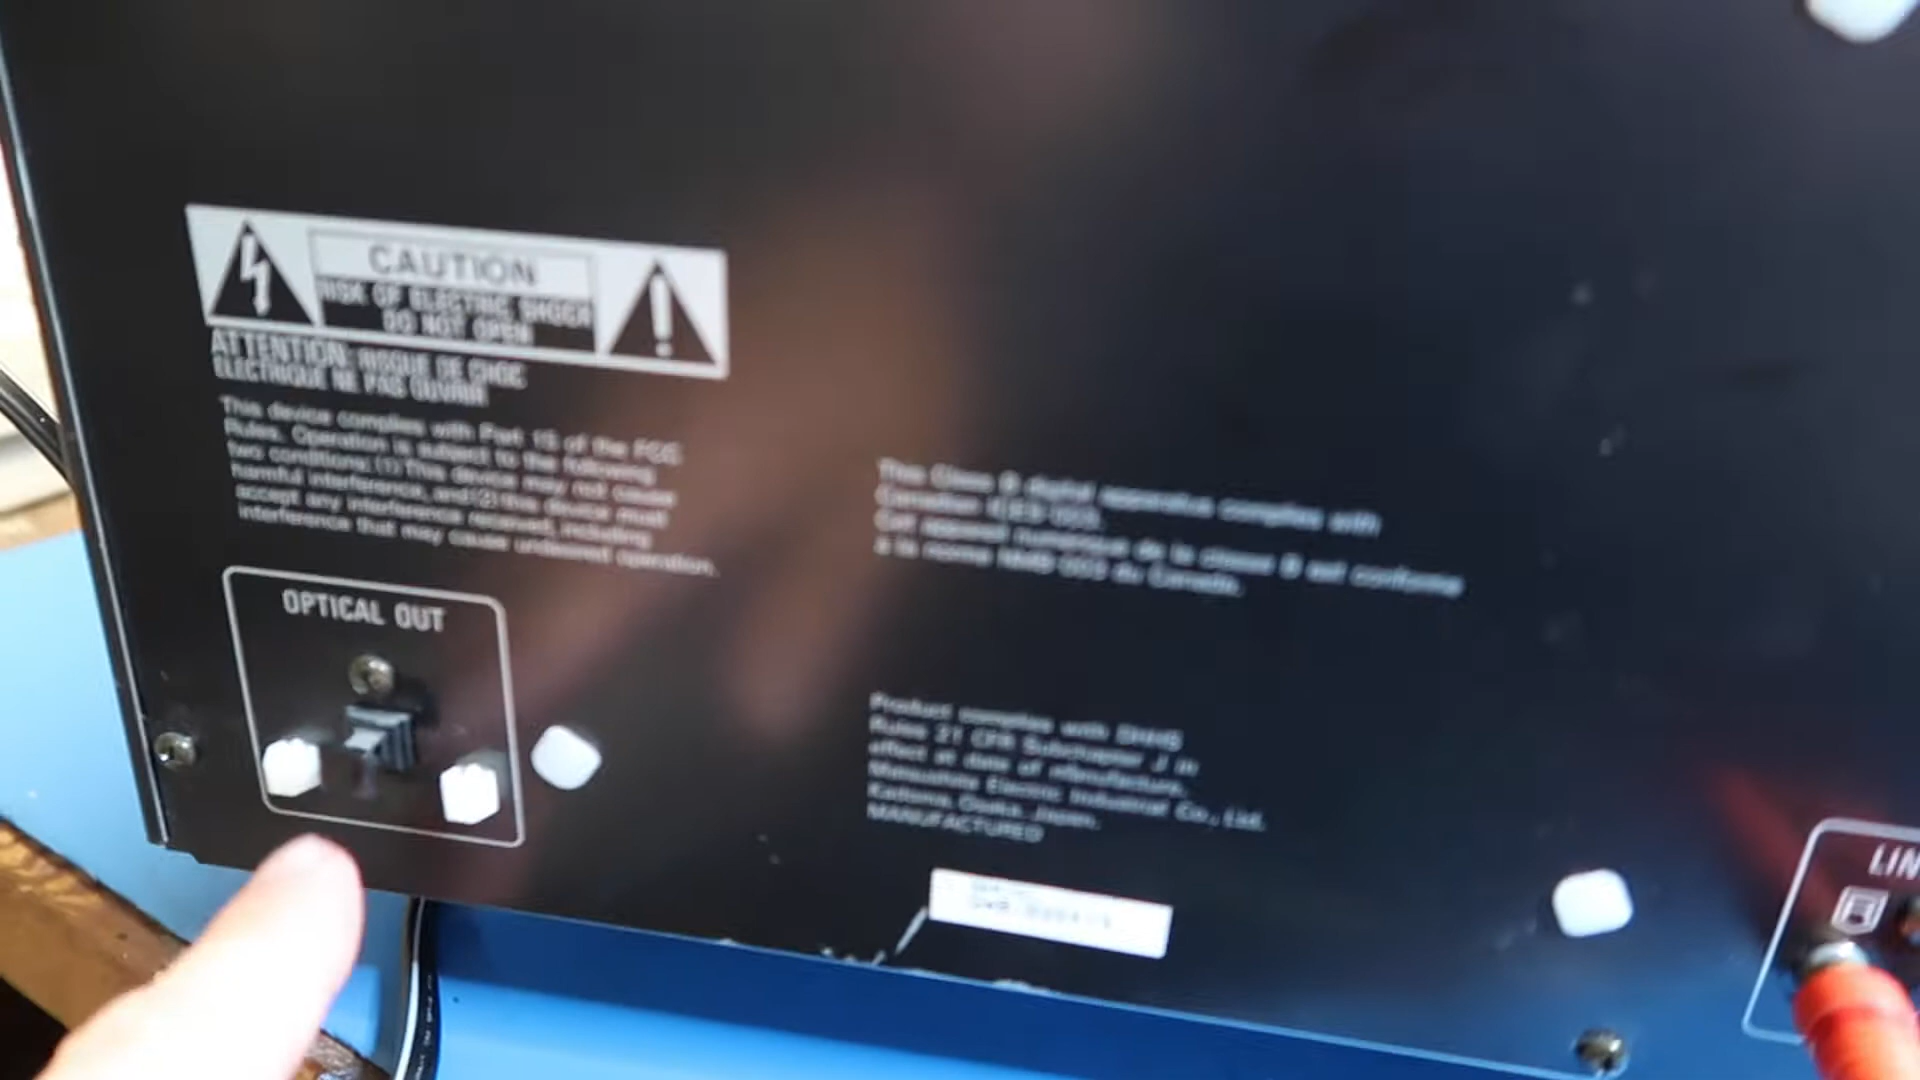 CAUTION
RISK OF ELECTRIC SHOCK
DO NOT OPEN
ATTENTION: RISQUE DE CHOC
ELECTRIQUE NE PAS OUVRIR
This device complies with Part 15 of the FCC
Rules. Operation is subject to the following
two conditions: (1) This device may not cause
harmful interference, and (2) this device must
accept any interference received, including
interference that may cause undesired operation.
OPTICAL OUT
This Class B digital apparatus complies with
Canadian ICES-003.
Cet appareil numérique de la classe B est conforme
à la norme NMB-003 du Canada.
Product complies with DHHS
Rules 21 CFR Subchapter J in
effect at date of manufacture.
Matsushita Electric Industrial Co., Ltd.
Kadoma, Osaka, Japan.
MANUFACTURED
LIN